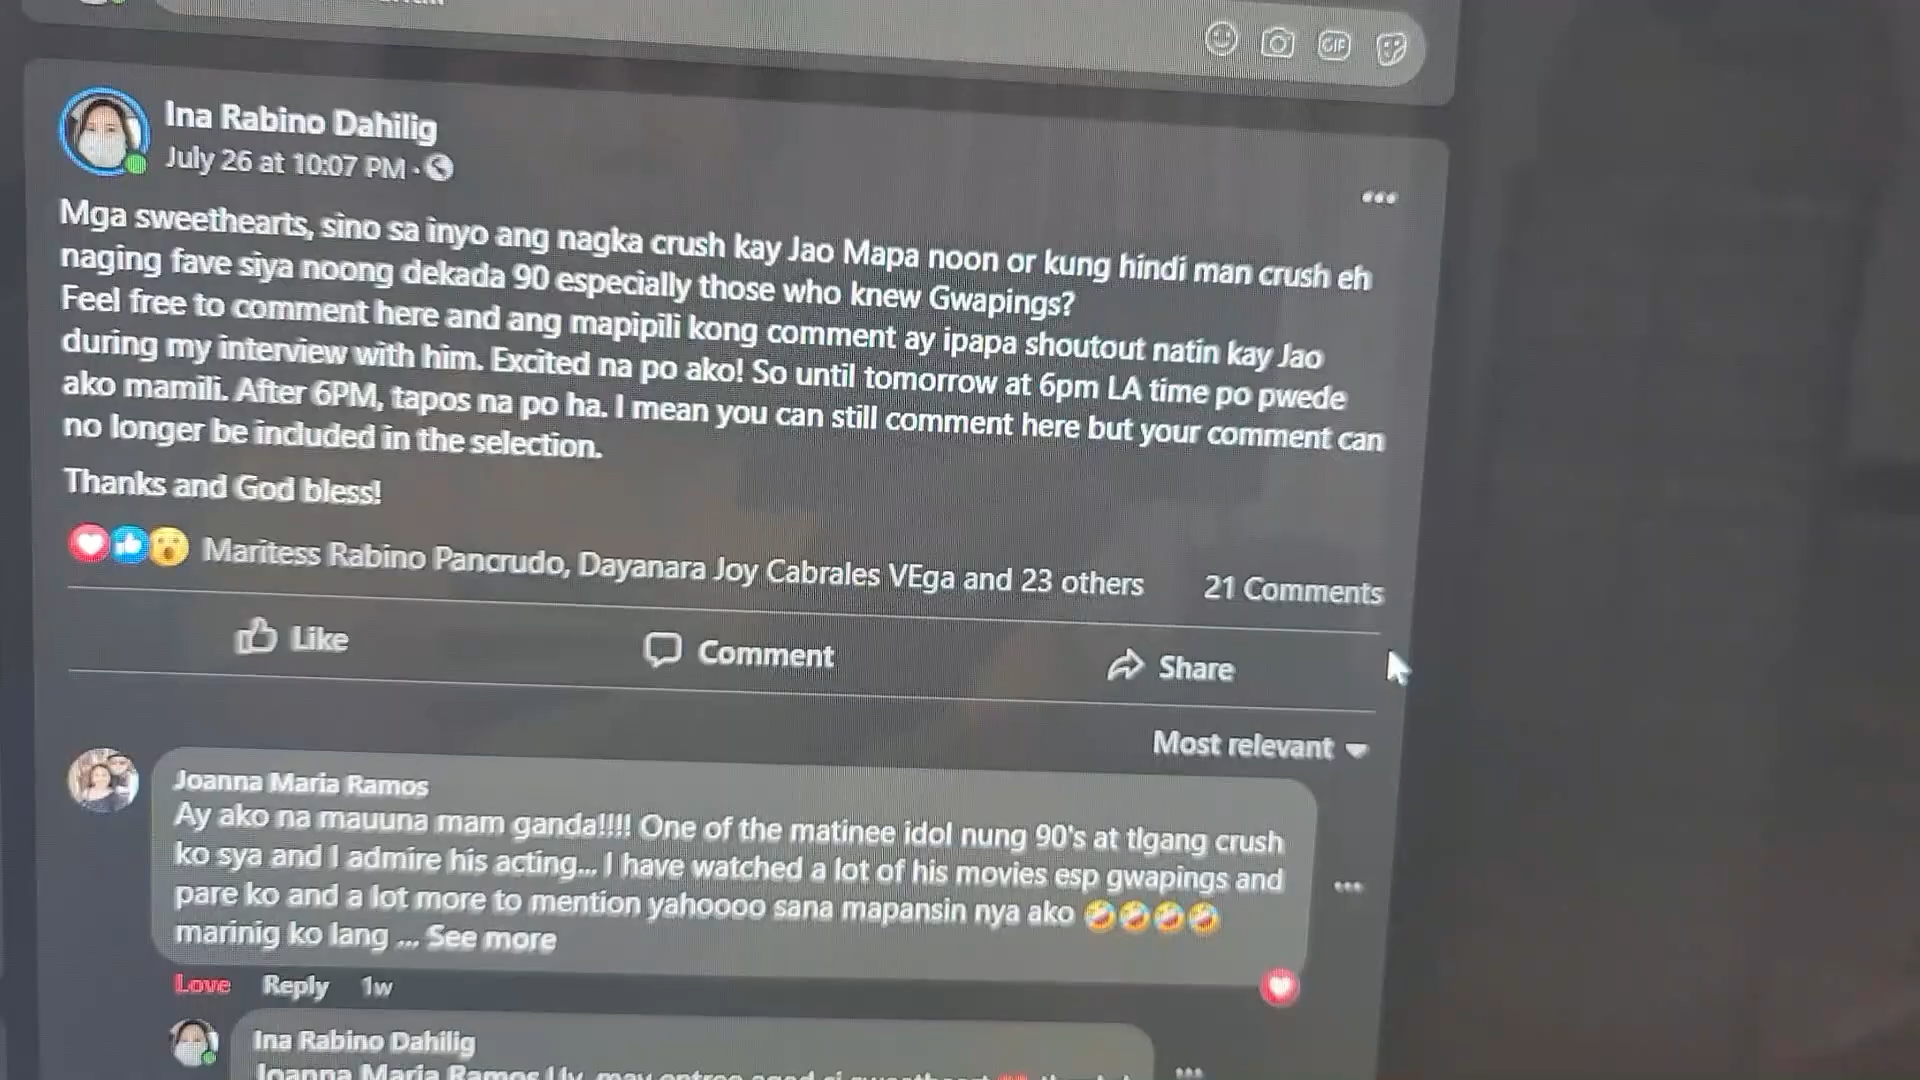 GIF
Ina Rabino Dahilig
July 26 at 10:07 PM ·
Mga sweethearts, sino sa inyo ang nagka crush kay Jao Mapa noon or kung hindi man crush eh
naging fave siya noong dekada 90 especially those who knew Gwapings?
Feel free to comment here and ang mapipili kong comment ay ipapa shoutout natin kay Jao
during my interview with him. Excited na po ako! So until tomorrow at 6pm LA time po pwede
ako mamili. After 6PM, tapos na po ha. I mean you can still comment here but your comment can
no longer be included in the selection.
Thanks and God bless!
Maritess Rabino Pancrudo, Dayanara Joy Cabrales VEga and 23 others 21 Comments
Like Comment Share
Most relevant
Joanna Maria Ramos
Ay ako na mauuna mam ganda!!!! One of the matinee idol nung 90's at tlgang crush
ko sya and I admire his acting... I have watched a lot of his movies esp gwapings and
pare ko and a lot more to mention yahoooo sana mapansin nya ako 🤣🤣🤣🤣
marinig ko lang ... See more
Love Reply 1w
Ina Rabino Dahilig
Joanna Maria Ramos